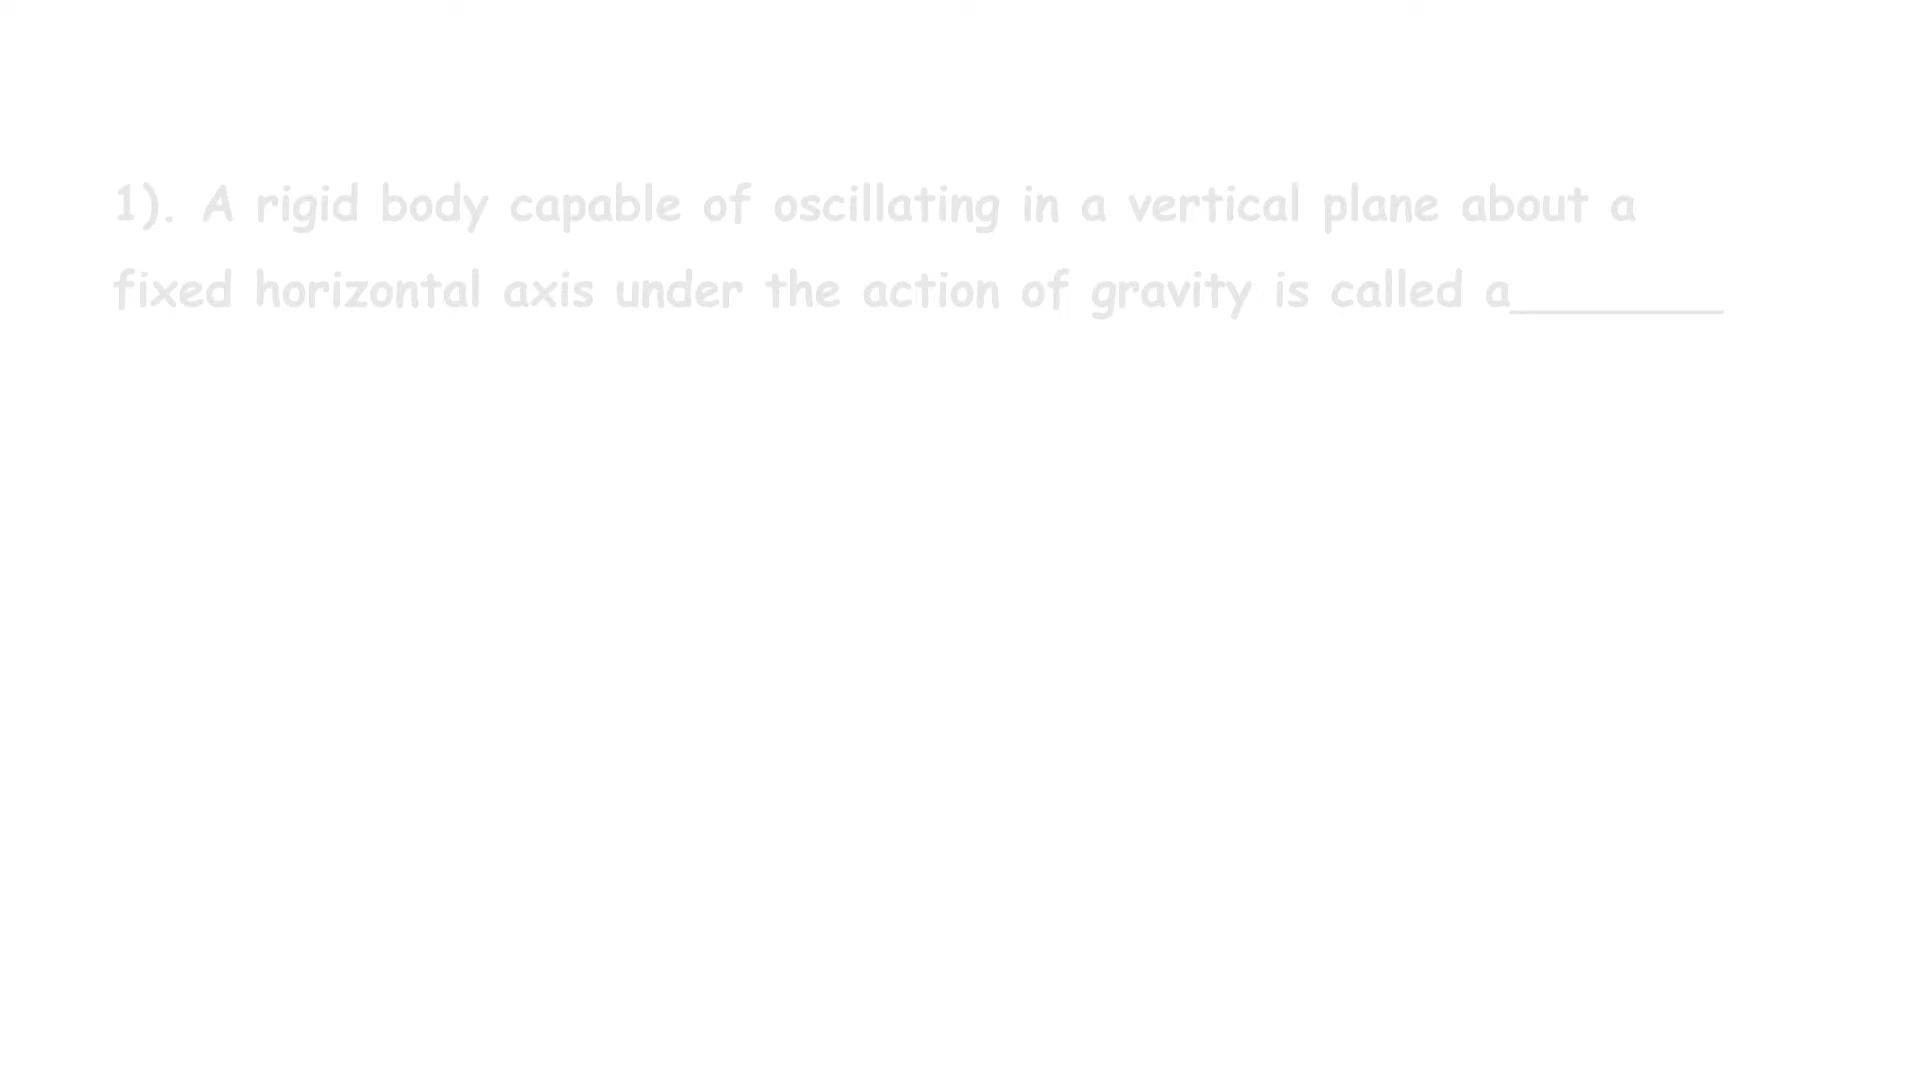 1). A rigid body capable of oscillating in a vertical plane about a
fixed horizontal axis under the action of gravity is called a________